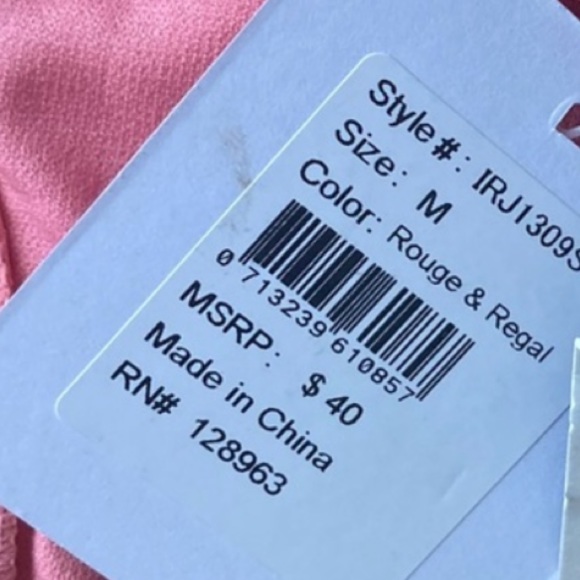 Style#: IRJ1309S
Size: M
Color: Rouge & Regal
0 713239 610857
MSRP: $ 40
Made in China
RN# 128963